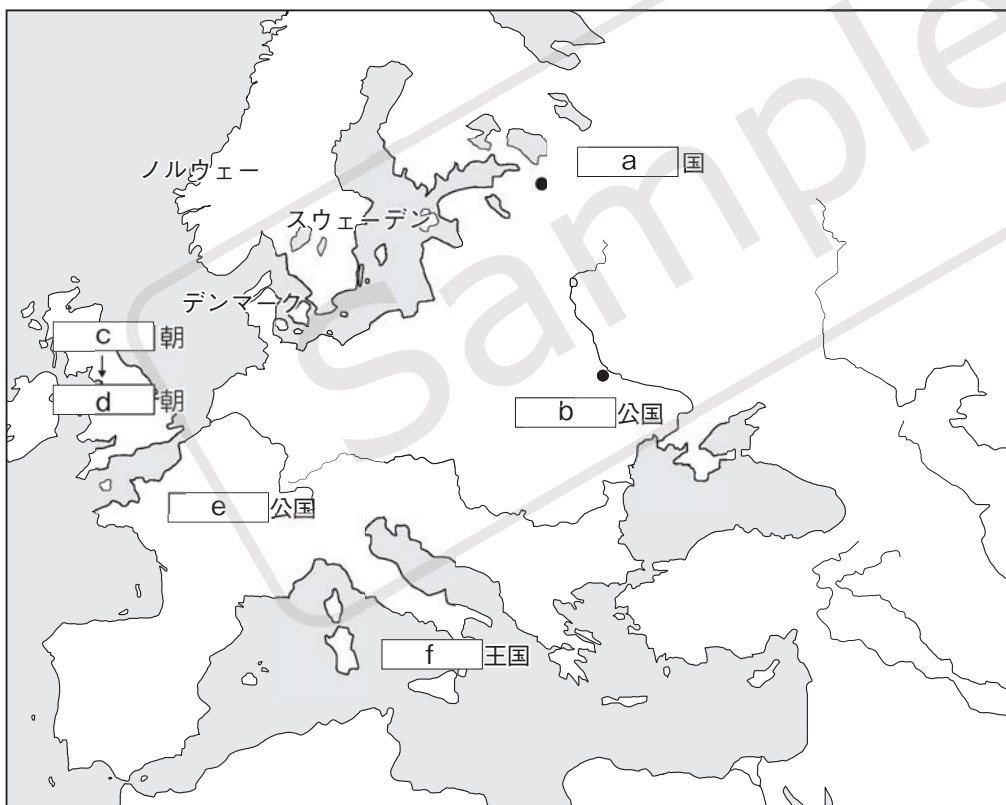 a 国
ノルウェー
スウェーデン
デンマーク
c 朝
↓
d 朝
b 公国
e 公国
f 王国
Sample